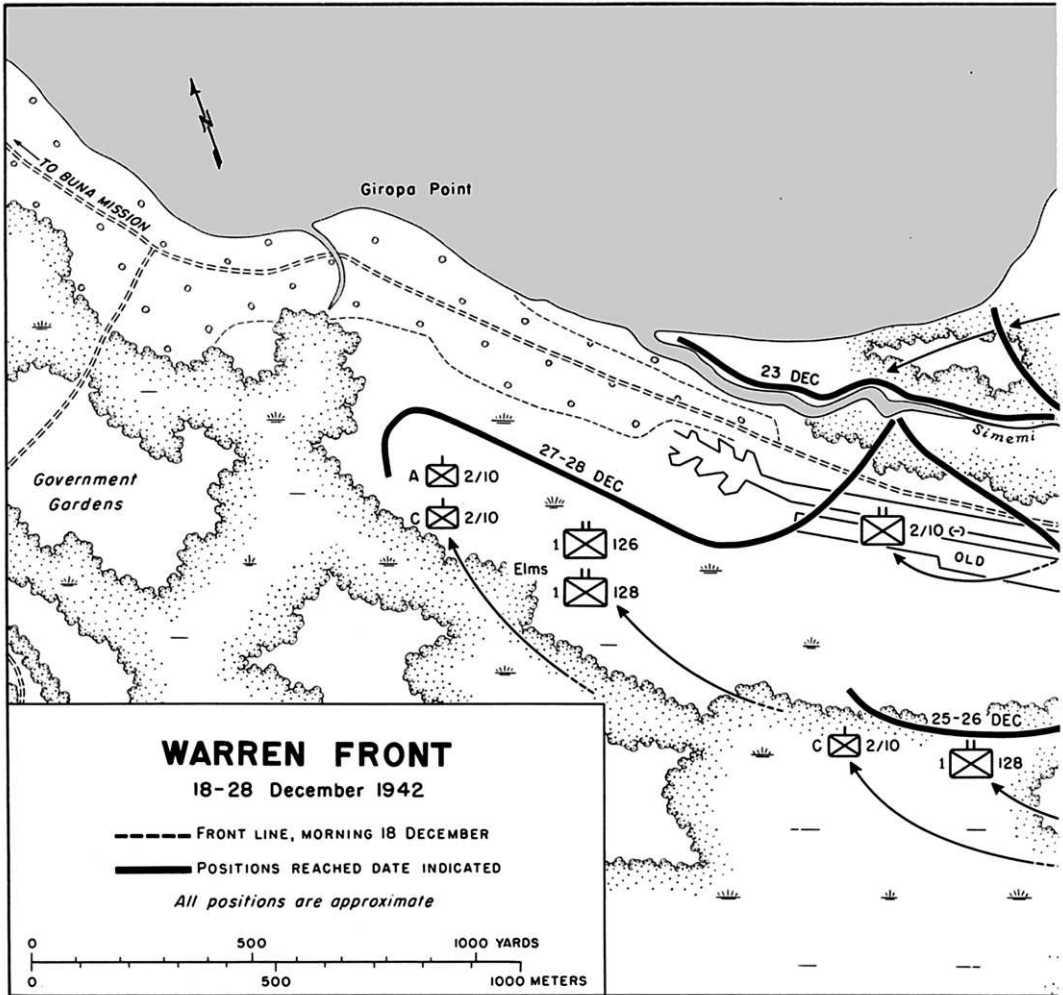 N
TO BUNA MISSION
Giropa Point
23 DEC
Simemi
Government
Gardens
A 2/10
C 2/10
27-28 DEC
1 126
Elms
1 128
2/10 (-)
OLD
25-26 DEC
C 2/10
1 128
WARREN FRONT
18-28 December 1942
FRONT LINE, MORNING 18 DECEMBER
POSITIONS REACHED DATE INDICATED
All positions are approximate
0 500 1000 YARDS
0 500 1000 METERS